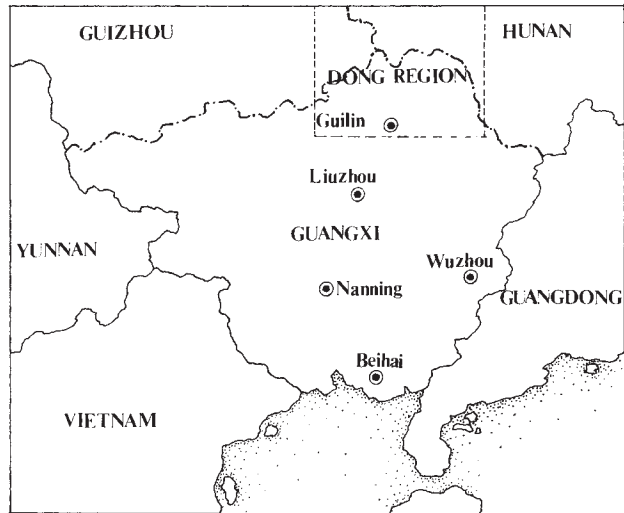 GUIZHOU
HUNAN
DONG REGION
Guilin
Liuzhou
GUANGXI
YUNNAN
Wuzhou
Nanning
GUANGDONG
Beihai
VIETNAM